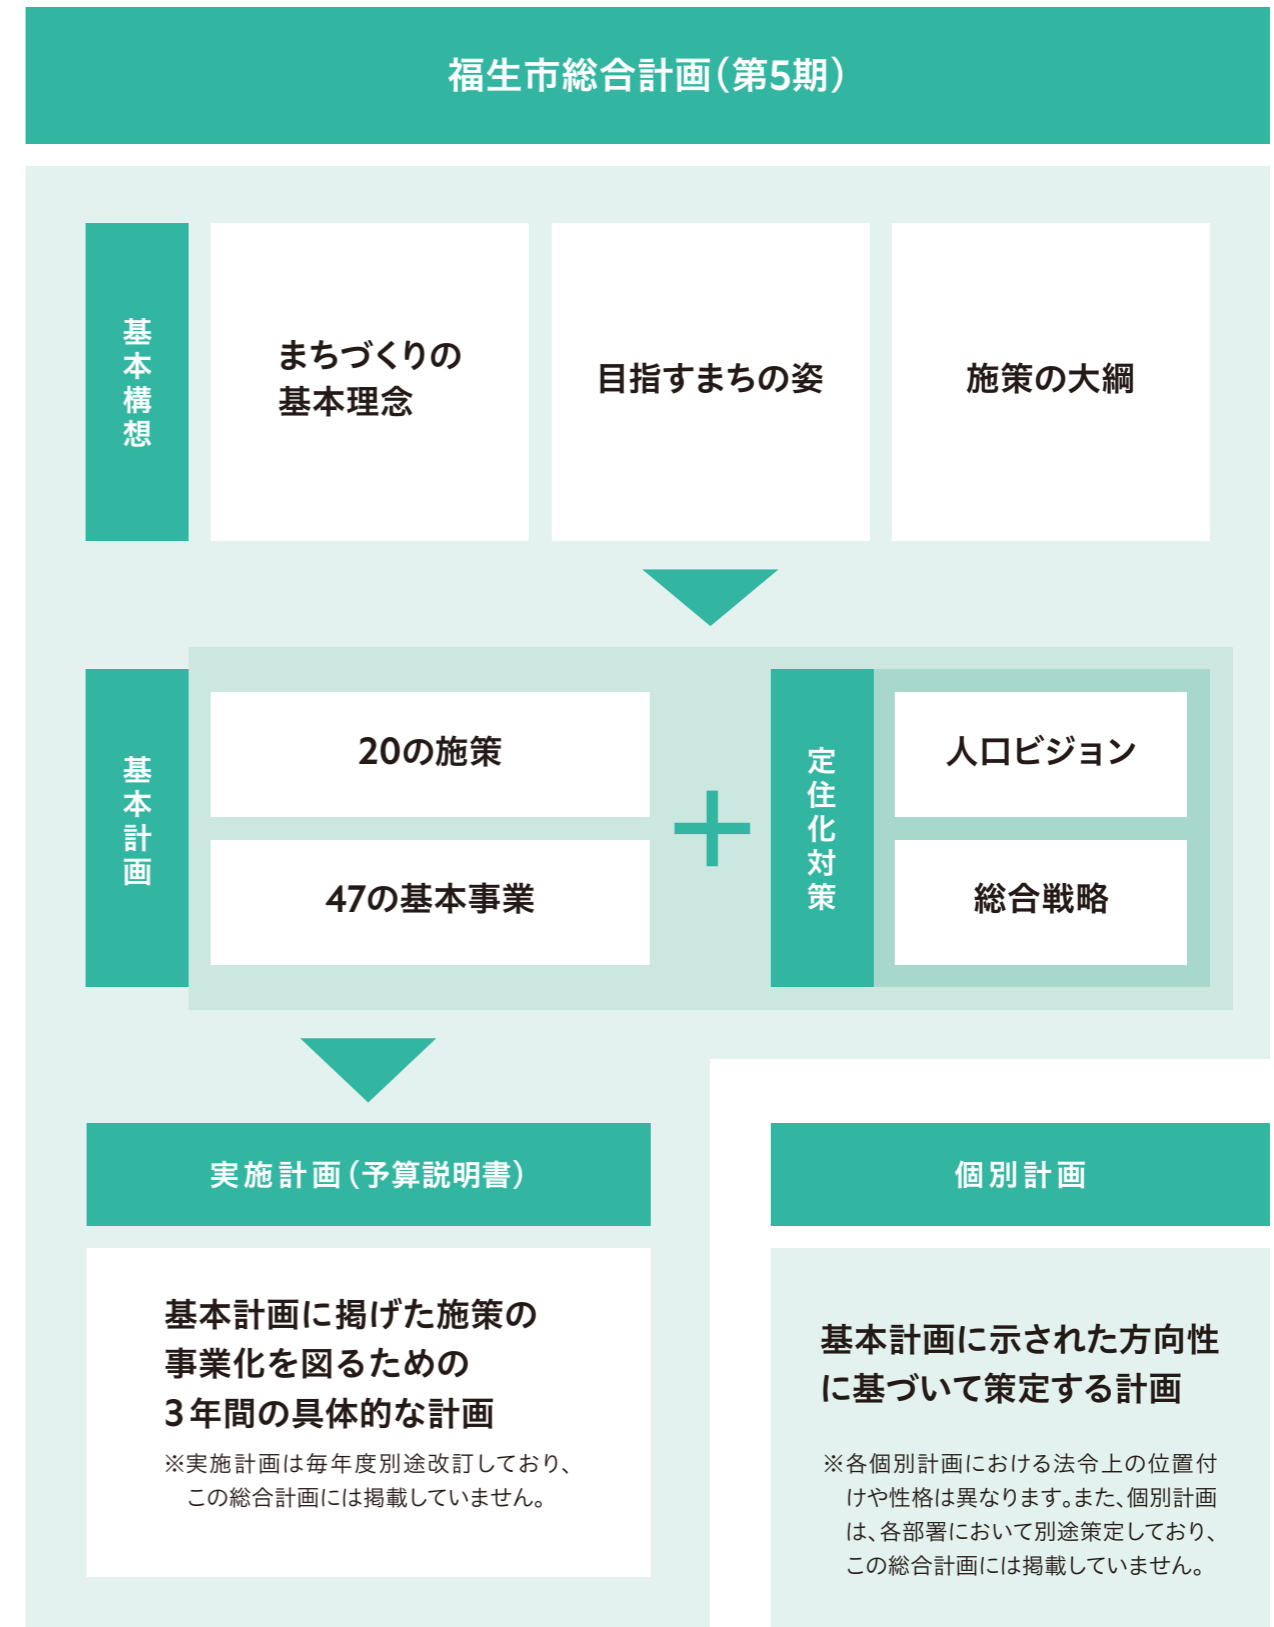 福生市総合計画（第5期）
基本構想
まちづくりの
基本理念
目指すまちの姿
施策の大綱
基本計画
20の施策
47の基本事業
＋
定住化対策
人口ビジョン
総合戦略
実施計画（予算説明書）
基本計画に掲げた施策の
事業化を図るための
3年間の具体的な計画
※実施計画は毎年度別途改訂しており、
この総合計画には掲載していません。
個別計画
基本計画に示された方向性
に基づいて策定する計画
※各個別計画における法令上の位置付
けや性格は異なります。また、個別計画
は、各部署において別途策定しており、
この総合計画には掲載していません。